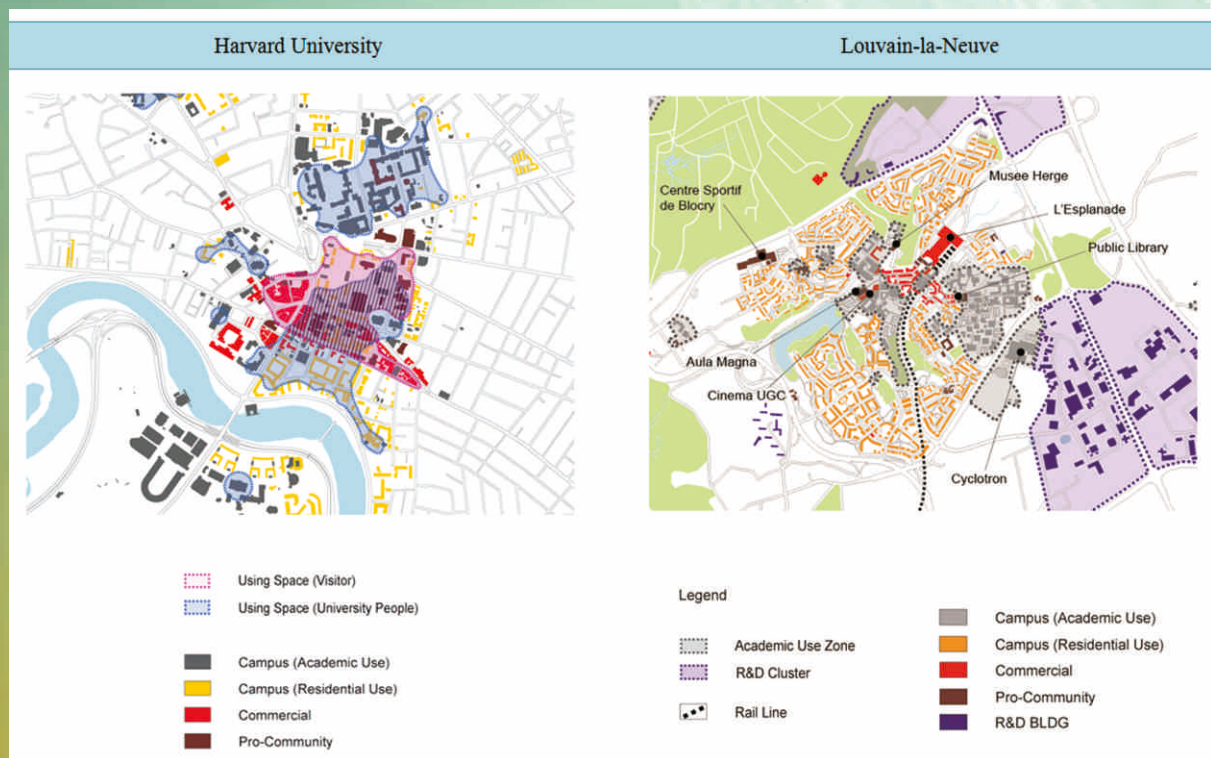 Harvard University
Louvain-la-Neuve
Centre Sportif
de Blocry
Musee Herge
L'Esplanade
Public Library
Aula Magna
Cinema UGC
Cyclotron
Using Space (Visitor)
Using Space (University People)
Campus (Academic Use)
Campus (Residential Use)
Commercial
Pro-Community
Legend
Academic Use Zone
R&D Cluster
Rail Line
Campus (Academic Use)
Campus (Residential Use)
Commercial
Pro-Community
R&D BLDG